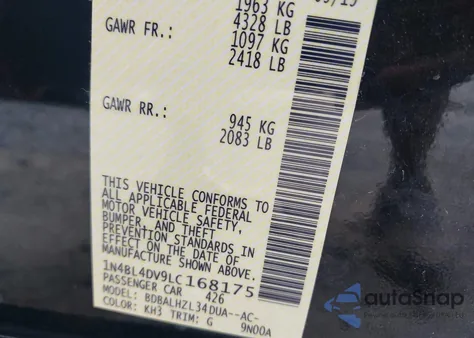 1963 KG
4328 LB
GAWR FR.:
1097 KG
2418 LB
GAWR RR.:
945 KG
2083 LB
THIS VEHICLE CONFORMS TO
ALL APPLICABLE FEDERAL
MOTOR VEHICLE SAFETY,
BUMPER, AND THEFT
PREVENTION STANDARDS IN
EFFECT ON THE DATE OF
MANUFACTURE SHOWN ABOVE.
1N4BL4DV9LC168175
PASSENGER CAR 426
MODEL: BDBALHZL34DUA--AC-
COLOR: KH3 TRIM: G 9N00A
autoSnap